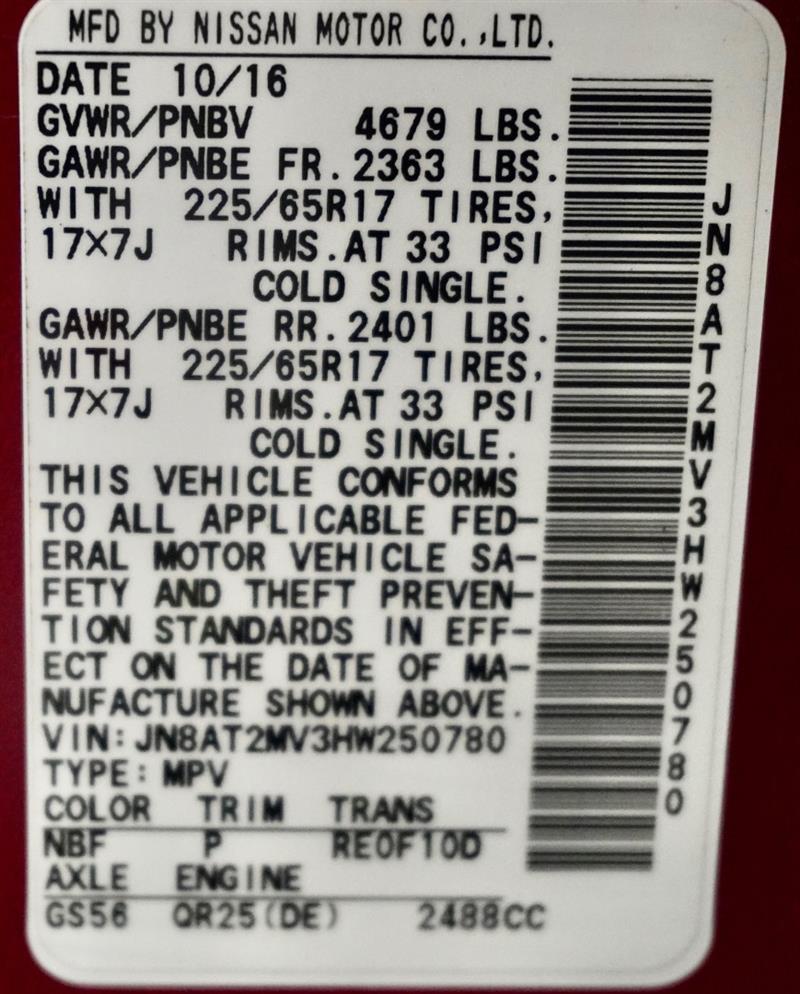 MFD BY NISSAN MOTOR CO.,LTD.
DATE 10/16
GVWR/PNBV 4679 LBS.
GAWR/PNBE FR.2363 LBS.
WITH 225/65R17 TIRES,
17×7J RIMS.AT 33 PSI
COLD SINGLE.
GAWR/PNBE RR.2401 LBS.
WITH 225/65R17 TIRES,
17×7J RIMS.AT 33 PSI
COLD SINGLE.
THIS VEHICLE CONFORMS
TO ALL APPLICABLE FED-
ERAL MOTOR VEHICLE SA-
FETY AND THEFT PREVEN-
TION STANDARDS IN EFF-
ECT ON THE DATE OF MA-
NUFACTURE SHOWN ABOVE.
VIN:JN8AT2MV3HW250780
TYPE:MPV
COLOR TRIM TRANS
NBF P RE0F10D
AXLE ENGINE
GS56 QR25(DE) 2488CC
JN8AT2MV3HW250780